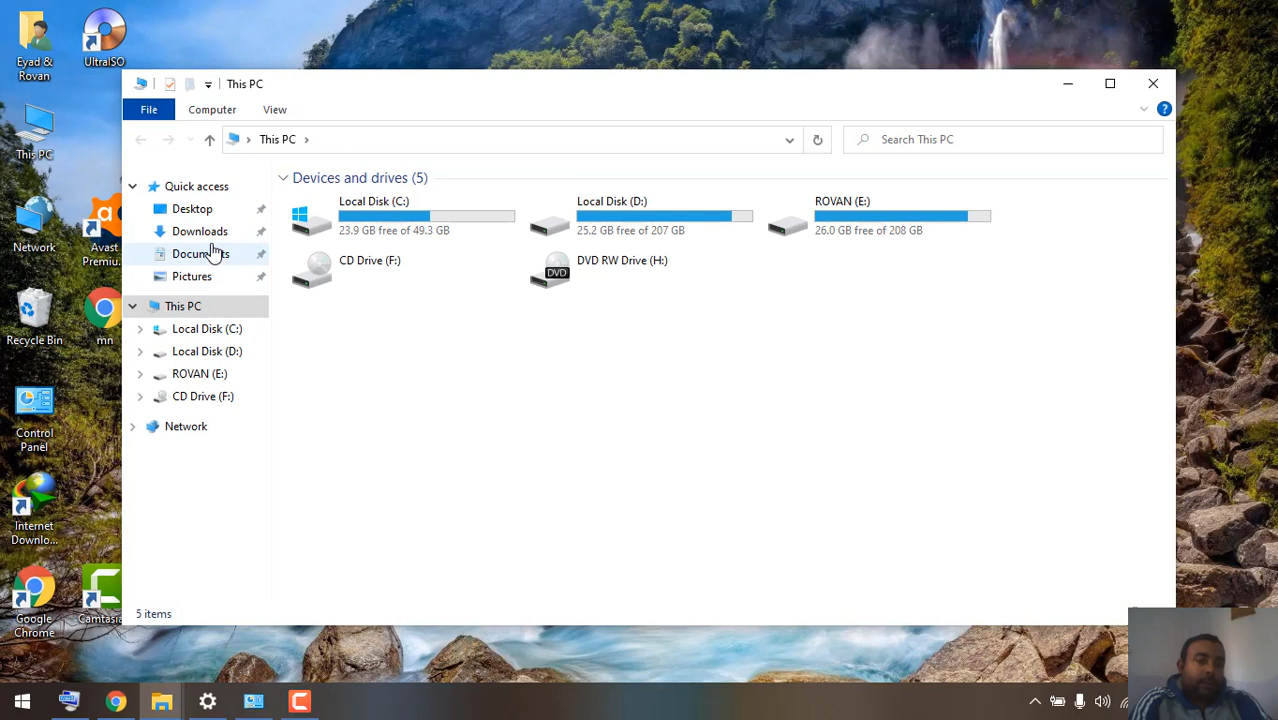 Eyad &
Rovan
UltraISO
This PC
File
Computer
View
This PC
Search This PC
Quick access
Desktop
Downloads
Documents
Pictures
This PC
Local Disk (C:)
Local Disk (D:)
ROVAN (E:)
CD Drive (F:)
Network
Devices and drives (5)
Local Disk (C:)
23.9 GB free of 49.3 GB
Local Disk (D:)
25.2 GB free of 207 GB
ROVAN (E:)
26.0 GB free of 208 GB
CD Drive (F:)
DVD
DVD RW Drive (H:)
5 items
This PC
Network
Avast
Premiu...
Recycle Bin
mn
Control
Panel
Internet
Downlo...
Google
Chrome
Camtasia